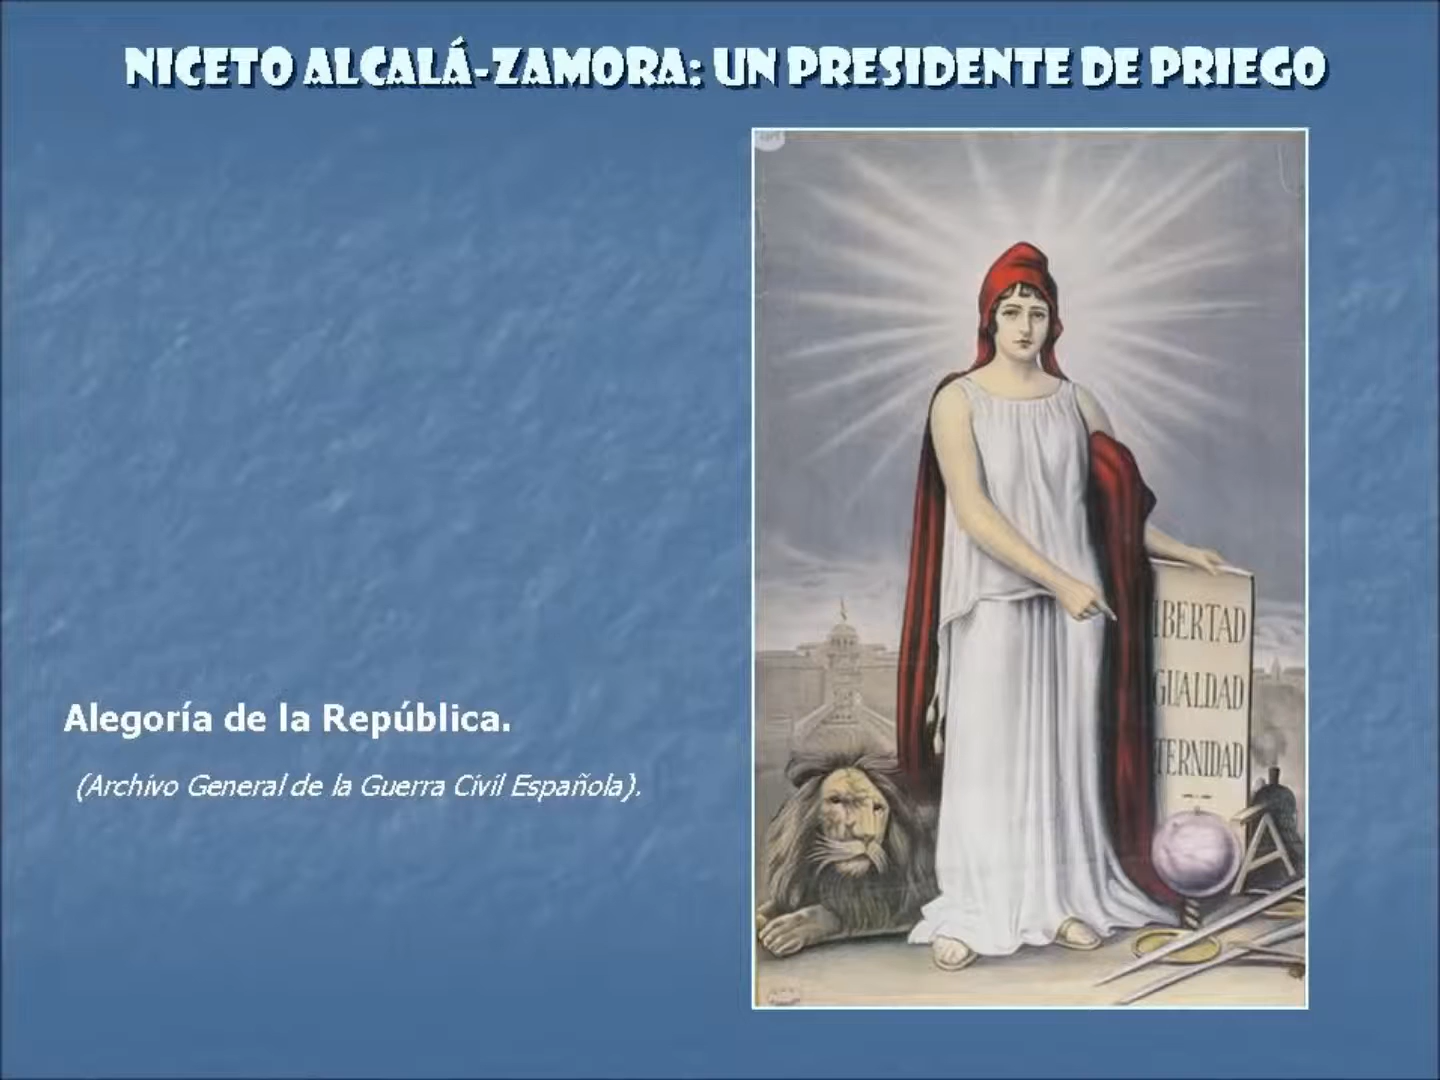 NICETO ALCALÁ-ZAMORA: UN PRESIDENTE DE PRIEGO
IBERTAD
GUALDAD
TERNIDAD
Alegoría de la República.
(Archivo General de la Guerra Civil Española).